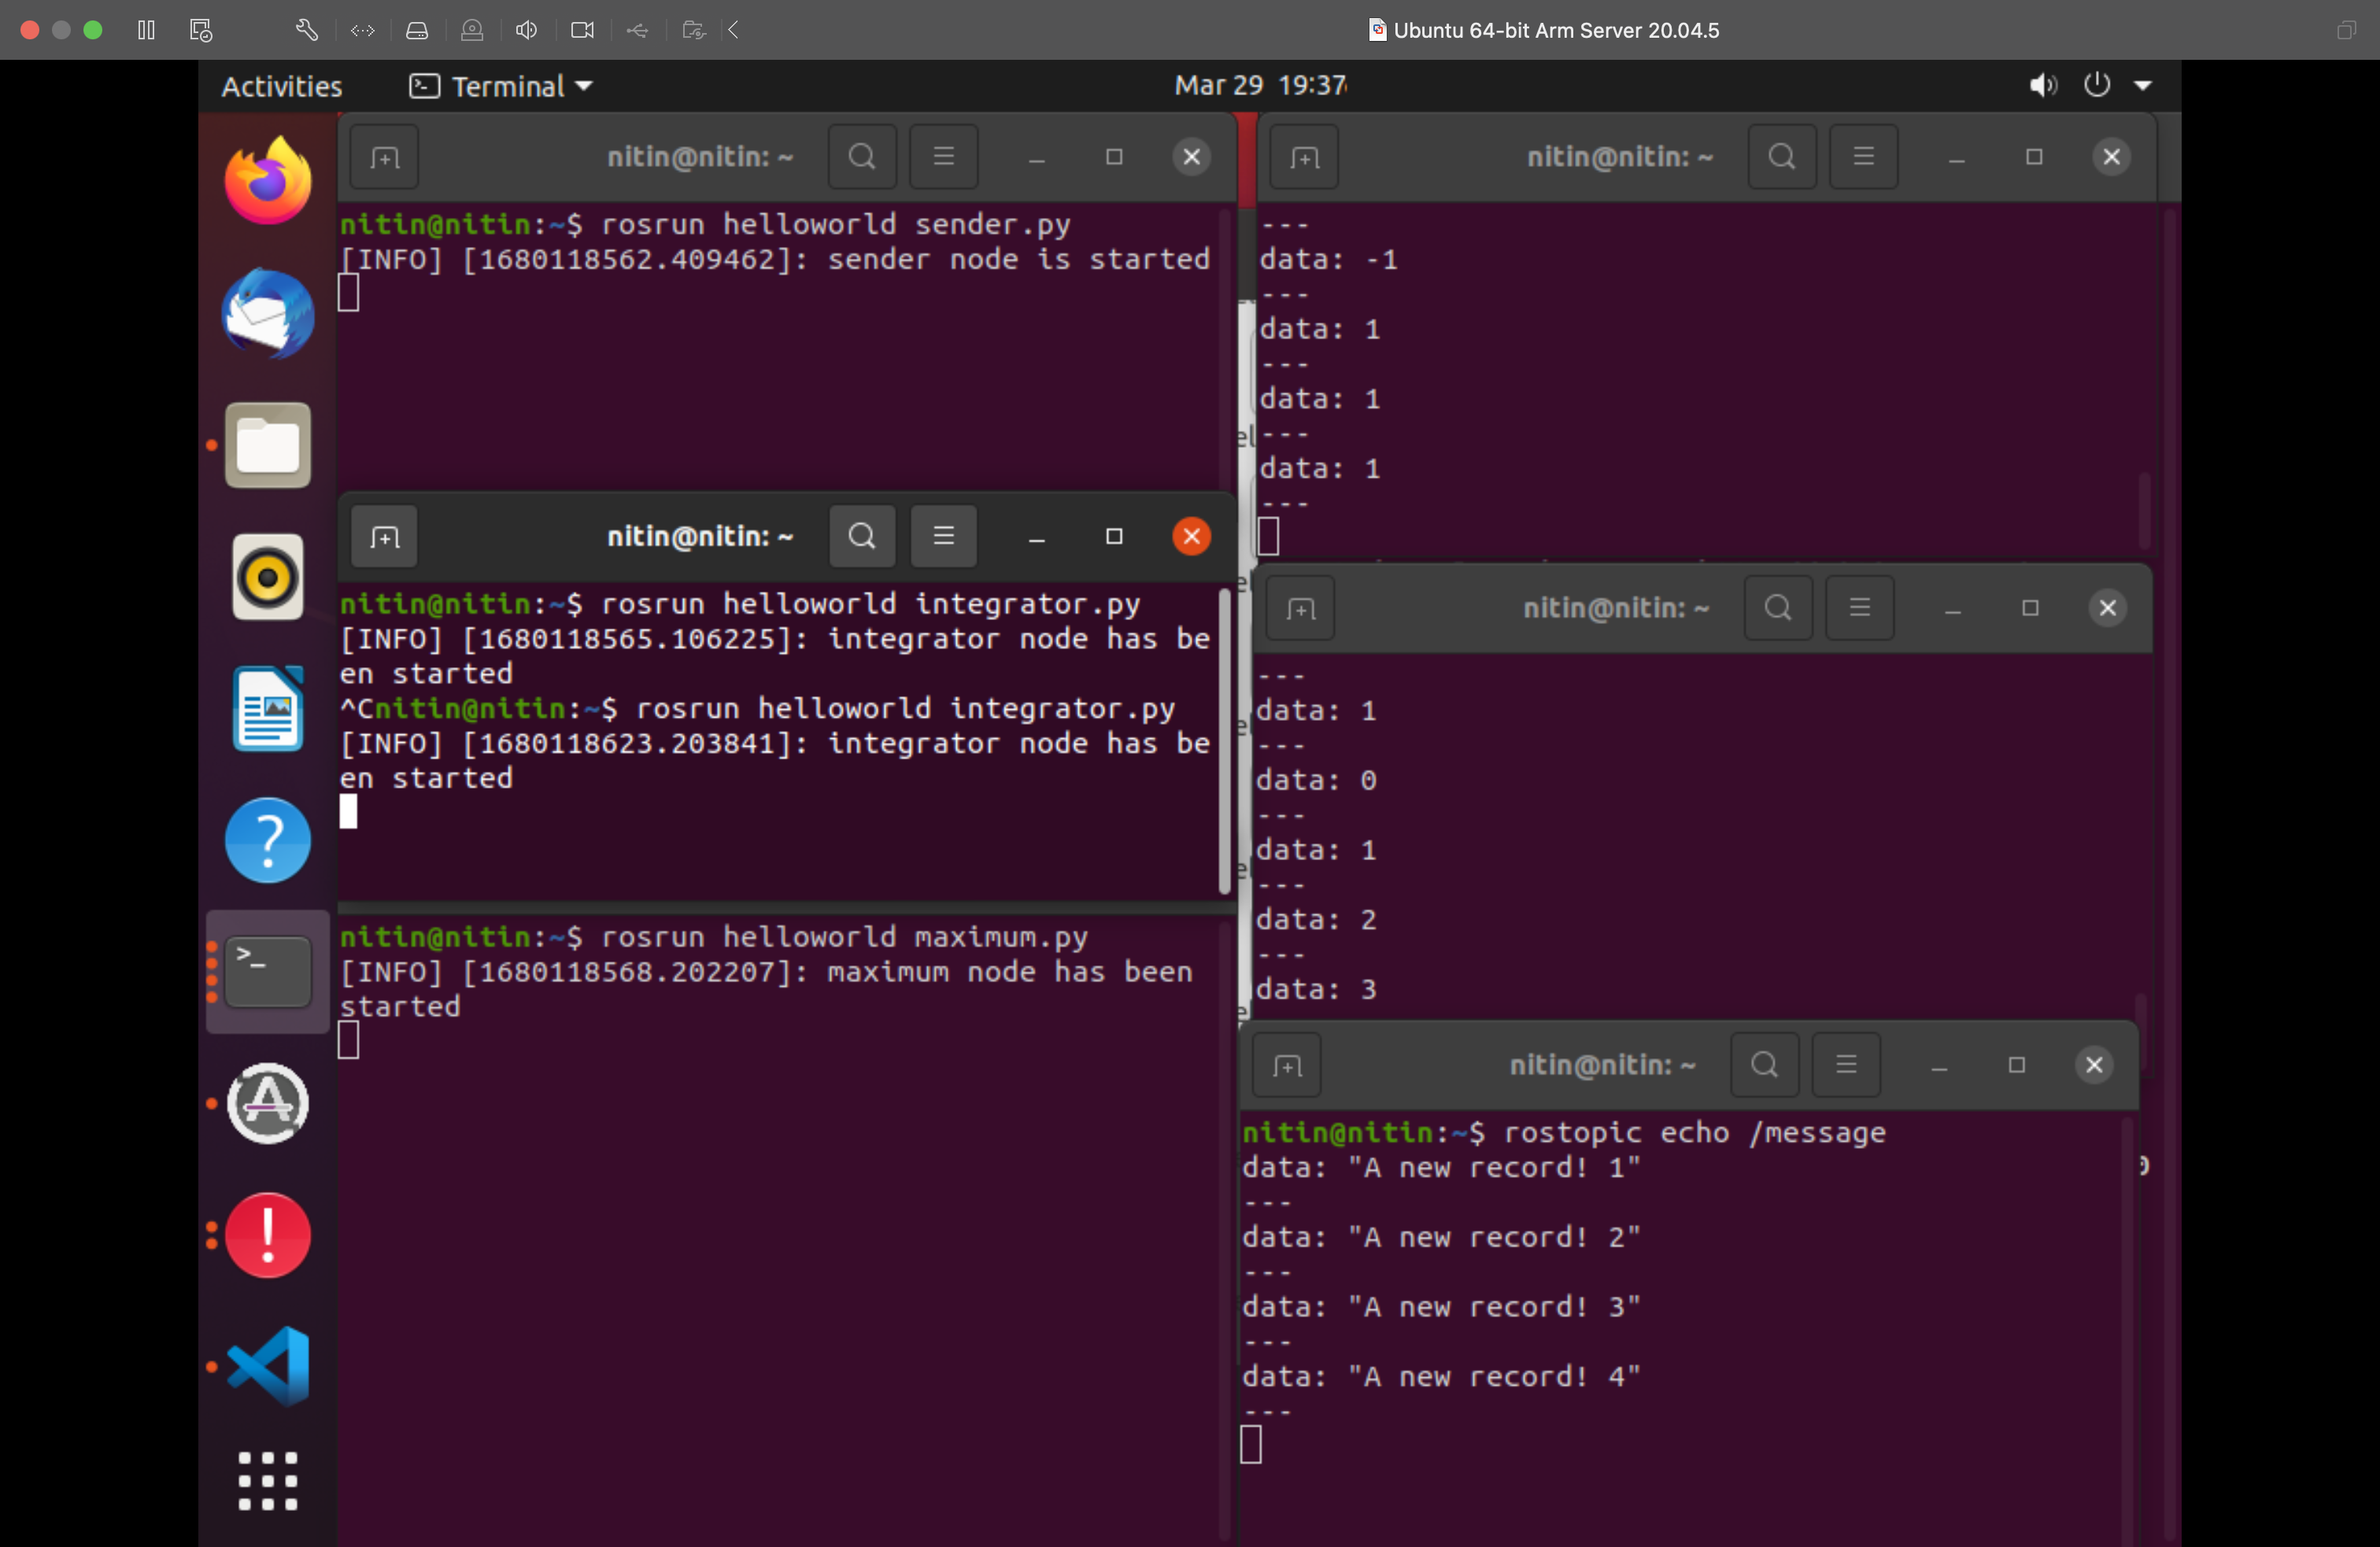 Ubuntu 64-bit Arm Server 20.04.5
Activities
Terminal
Mar 29 19:37
nitin@nitin: ~
nitin@nitin:~$ rosrun helloworld sender.py
[INFO] [1680118562.409462]: sender node is started
nitin@nitin: ~
nitin@nitin:~$ rosrun helloworld integrator.py
[INFO] [1680118565.106225]: integrator node has be
en started
^Cnitin@nitin:~$ rosrun helloworld integrator.py
[INFO] [1680118623.203841]: integrator node has be
en started
nitin@nitin:~$ rosrun helloworld maximum.py
[INFO] [1680118568.202207]: maximum node has been
started
nitin@nitin: ~
---
data: -1
---
data: 1
---
data: 1
---
data: 1
---
nitin@nitin: ~
---
data: 1
---
data: 0
---
data: 1
---
data: 2
---
data: 3
nitin@nitin: ~
nitin@nitin:~$ rostopic echo /message
data: "A new record! 1"
---
data: "A new record! 2"
---
data: "A new record! 3"
---
data: "A new record! 4"
---